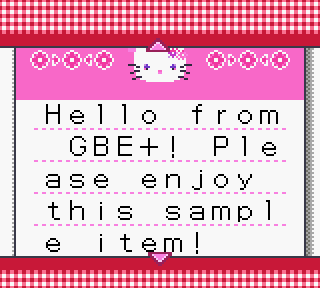 Hello from
GBE+! Ple
ase enjoy
this sampl
e item!